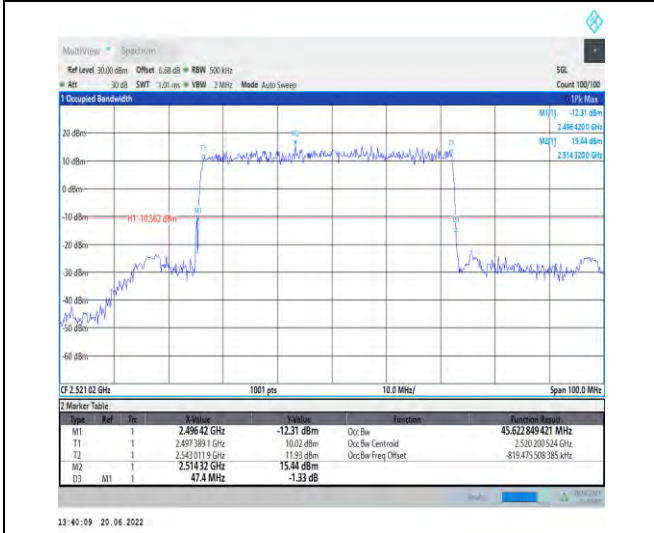 MultiView Spectrum
Ref Level 30.00 dBm Offset 6.68 dB RBW 500 kHz SGL
Att 30 dB SWT 1.01 ms VBW 2 MHz Mode Auto Sweep Count 100/100
1 Occupied Bandwidth 1Pk Max
M1[1] -12.31 dBm
2.496 420 0 GHz
M2[1] 15.44 dBm
2.514 320 0 GHz
20 dBm
T1 M2 T2
10 dBm
0 dBm
M1
-10 dBm H1 -10.562 dBm
D3
-20 dBm
-30 dBm
-40 dBm
-50 dBm
-60 dBm
CF 2.521 02 GHz 1001 pts 10.0 MHz/ Span 100.0 MHz
2 Marker Table
Type Ref Trc X-Value Y-Value Function Function Result
M1 1 2.496 42 GHz -12.31 dBm Occ Bw 45.622 849 421 MHz
T1 1 2.497 389 1 GHz 10.02 dBm Occ Bw Centroid 2.520 200 524 GHz
T2 1 2.543 011 9 GHz 11.93 dBm Occ Bw Freq Offset -819.475 508 385 kHz
M2 1 2.514 32 GHz 15.44 dBm
D3 M1 1 47.4 MHz -1.33 dB
13:40:09 20.06.2022